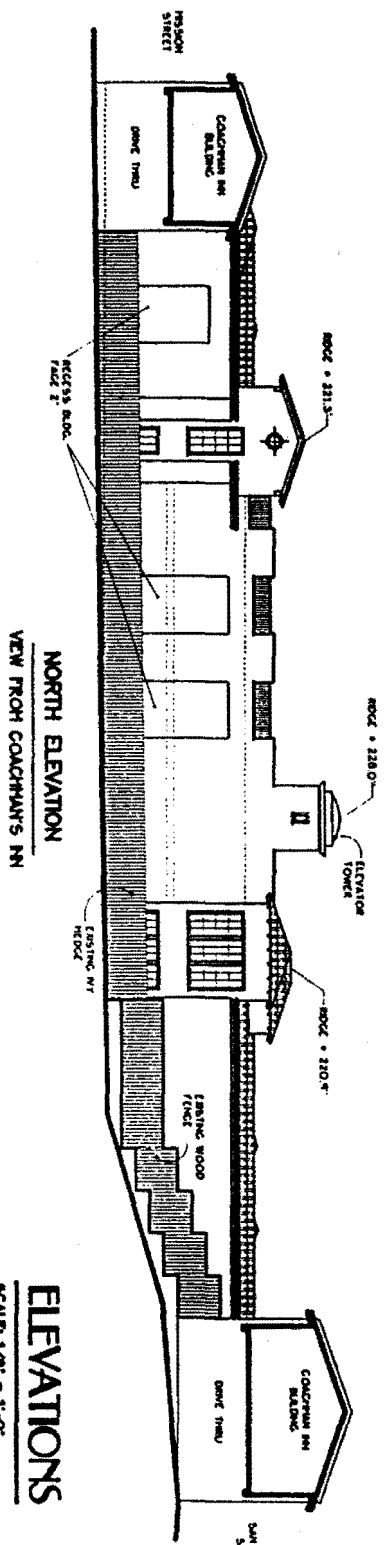 MISSION
STREET
COACHMAN INN
BUILDING
DRIVE THRU
RECESS BLDG.
FACE 2"
RIDGE + 221.5'
RIDGE + 228.0'
ELEVATOR
TOWER
RIDGE + 220.9'
EXISTING IVY
HEDGE
EXISTING WOOD
FENCE
COACHMAN INN
BUILDING
DRIVE THRU
SAN
NORTH ELEVATION
VIEW FROM COACHMAN'S INN
ELEVATIONS